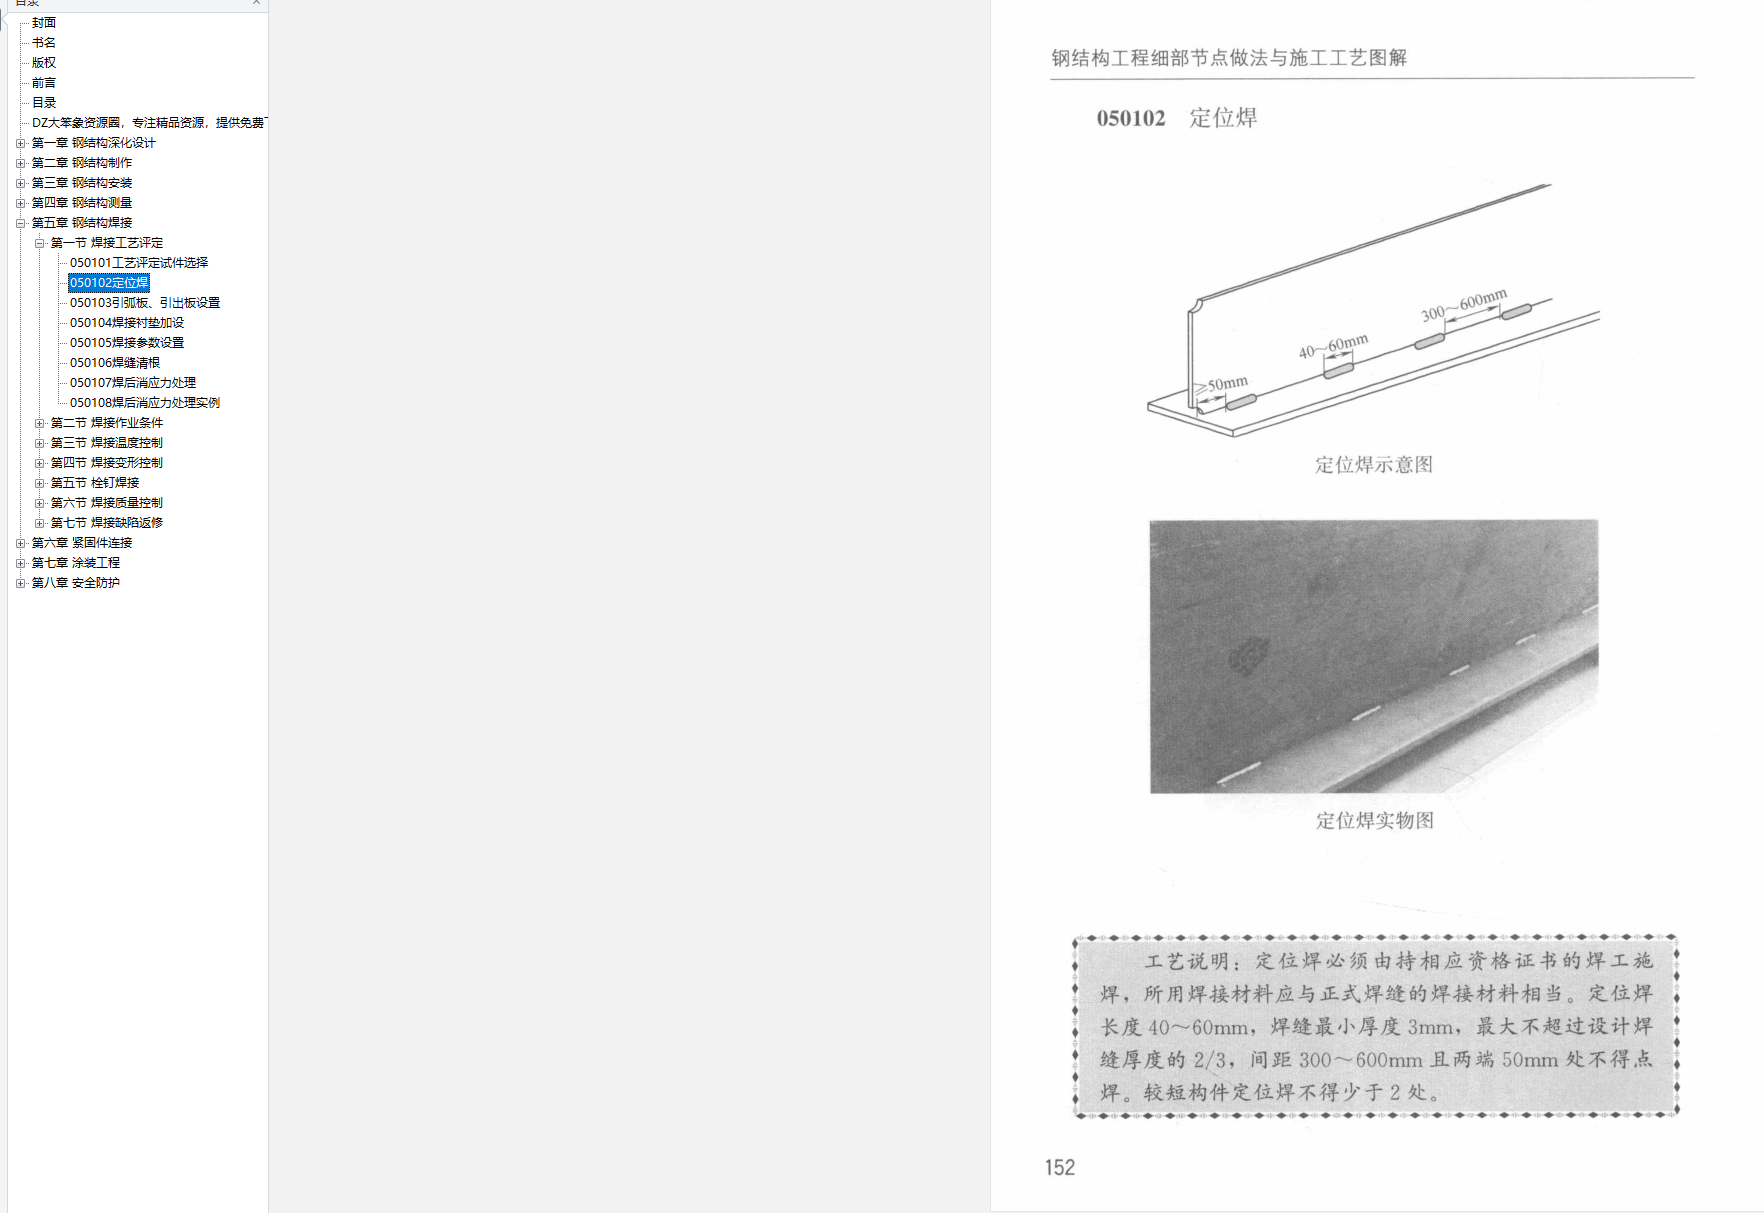 目录
封面
书名
版权
前言
目录
DZ大笨象资源圈，专注精品资源，提供免费
第一章 钢结构深化设计
第二章 钢结构制作
第三章 钢结构安装
第四章 钢结构测量
第五章 钢结构焊接
第一节 焊接工艺评定
050101工艺评定试件选择
050102定位焊
050103引弧板、引出板设置
050104焊接衬垫加设
050105焊接参数设置
050106焊缝清根
050107焊后消应力处理
050108焊后消应力处理实例
第二节 焊接作业条件
第三节 焊接温度控制
第四节 焊接变形控制
第五节 栓钉焊接
第六节 焊接质量控制
第七节 焊接缺陷返修
第六章 紧固件连接
第七章 涂装工程
第八章 安全防护
钢结构工程细部节点做法与施工工艺图解
050102 定位焊
300～600mm
40～60mm
≥50mm
定位焊示意图
定位焊实物图
工艺说明：定位焊必须由持相应资格证书的焊工施
焊，所用焊接材料应与正式焊缝的焊接材料相当。定位焊
长度 40～60mm，焊缝最小厚度 3mm，最大不超过设计焊
缝厚度的 2/3，间距 300～600mm 且两端 50mm 处不得点
焊。较短构件定位焊不得少于 2 处。
152